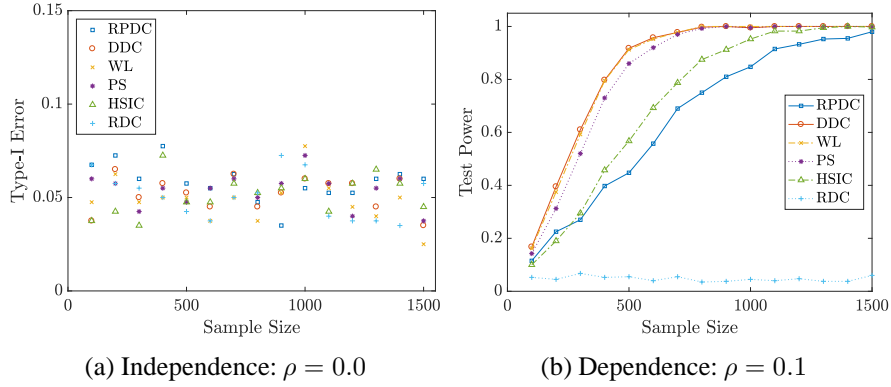 0.15
0.1
0.05
0
Type-I Error
RPDC
DDC
WL
PS
HSIC
RDC
0 500 1000 1500
Sample Size
(a) Independence: ρ = 0.0
1
0.8
0.6
0.4
0.2
0
Test Power
RPDC
DDC
WL
PS
HSIC
RDC
0 500 1000 1500
Sample Size
(b) Dependence: ρ = 0.1